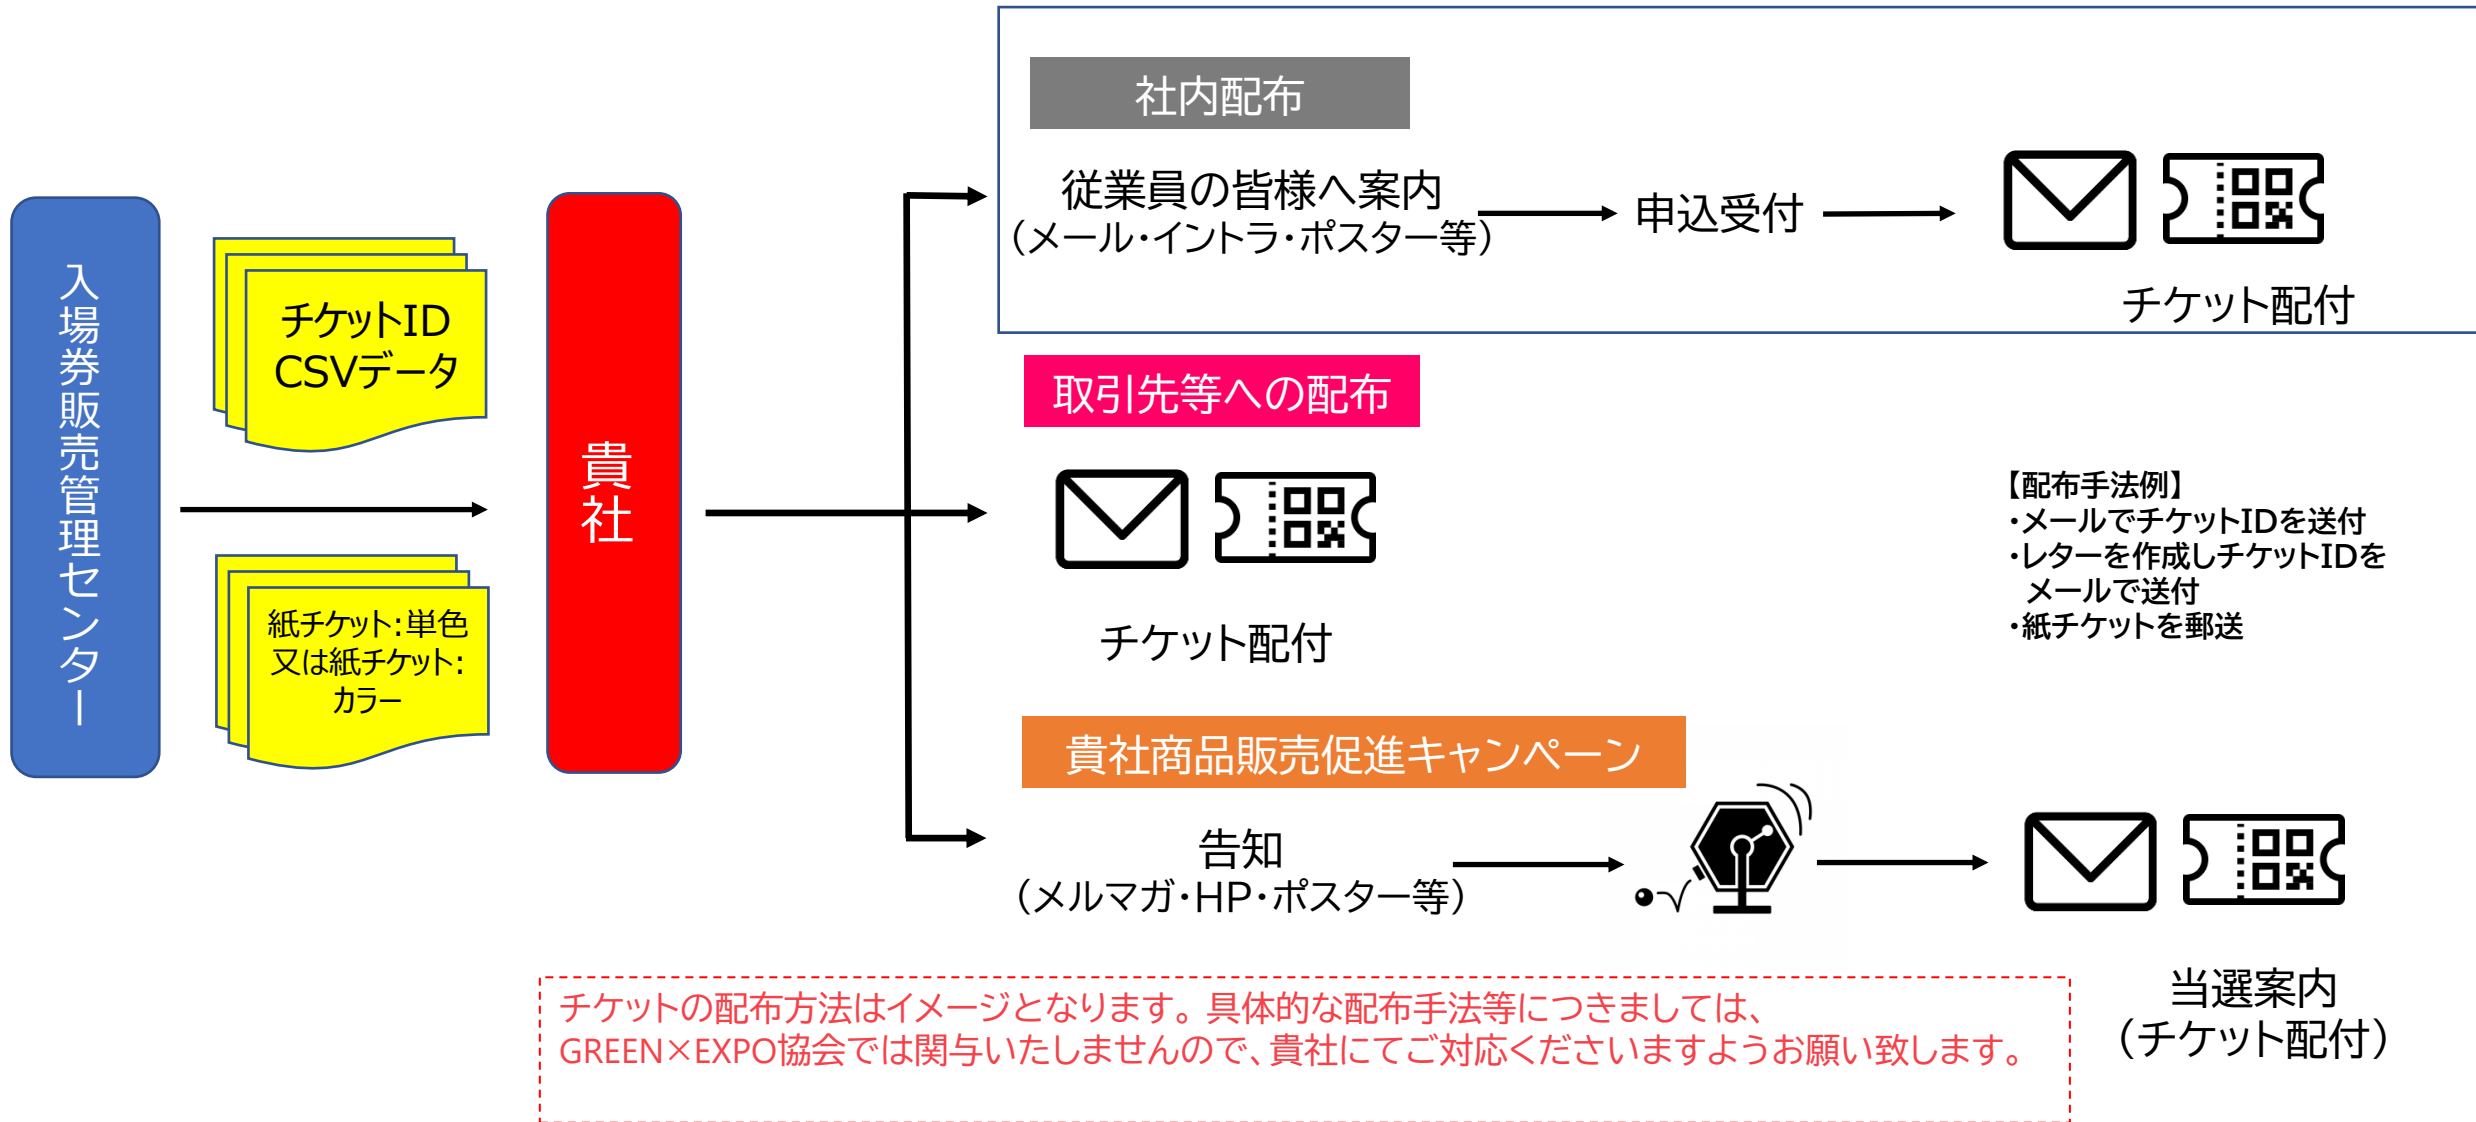 入場券販売管理センター
チケットID
CSVデータ
紙チケット:単色
又は紙チケット:
カラー
貴社
社内配布
従業員の皆様へ案内
（メール・イントラ・ポスター等）
申込受付
チケット配付
取引先等への配布
チケット配付
【配布手法例】
・メールでチケットIDを送付
・レターを作成しチケットIDを
メールで送付
・紙チケットを郵送
貴社商品販売促進キャンペーン
告知
（メルマガ・HP・ポスター等）
当選案内
（チケット配付）
チケットの配布方法はイメージとなります。具体的な配布手法等につきましては、
GREEN×EXPO協会では関与いたしませんので、貴社にてご対応くださいますようお願い致します。